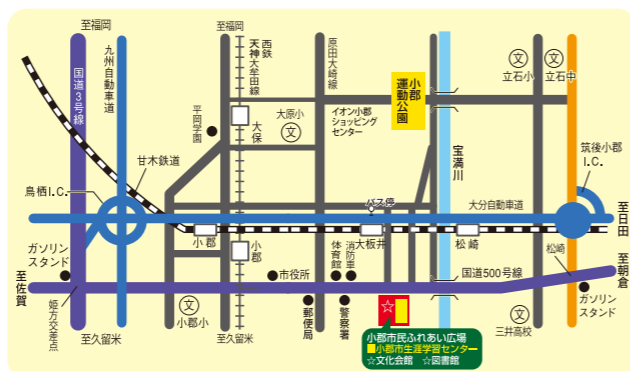 至福岡
国道3号線
九州自動車道
至福岡
西鉄
天神大牟田線
原田大崎線
文
立石小
文
立石中
小郡
運動公園
平岡学園
大保
大原小
文
イオン小郡
ショッピング
センター
宝満川
筑後小郡
I.C.
甘木鉄道
鳥栖I.C.
バス停
大分自動車道
至日田
小郡
大板井
松崎
ガソリン
スタンド
小郡
市役所
体育館
消防車
国道500号線
松崎
至朝倉
至佐賀
姫方交差点
文
小郡小
郵便局
警察署
☆
文
三井高校
ガソリン
スタンド
至久留米
至久留米
小郡市民ふれあい広場
小郡市生涯学習センター
☆文化会館 ☆図書館